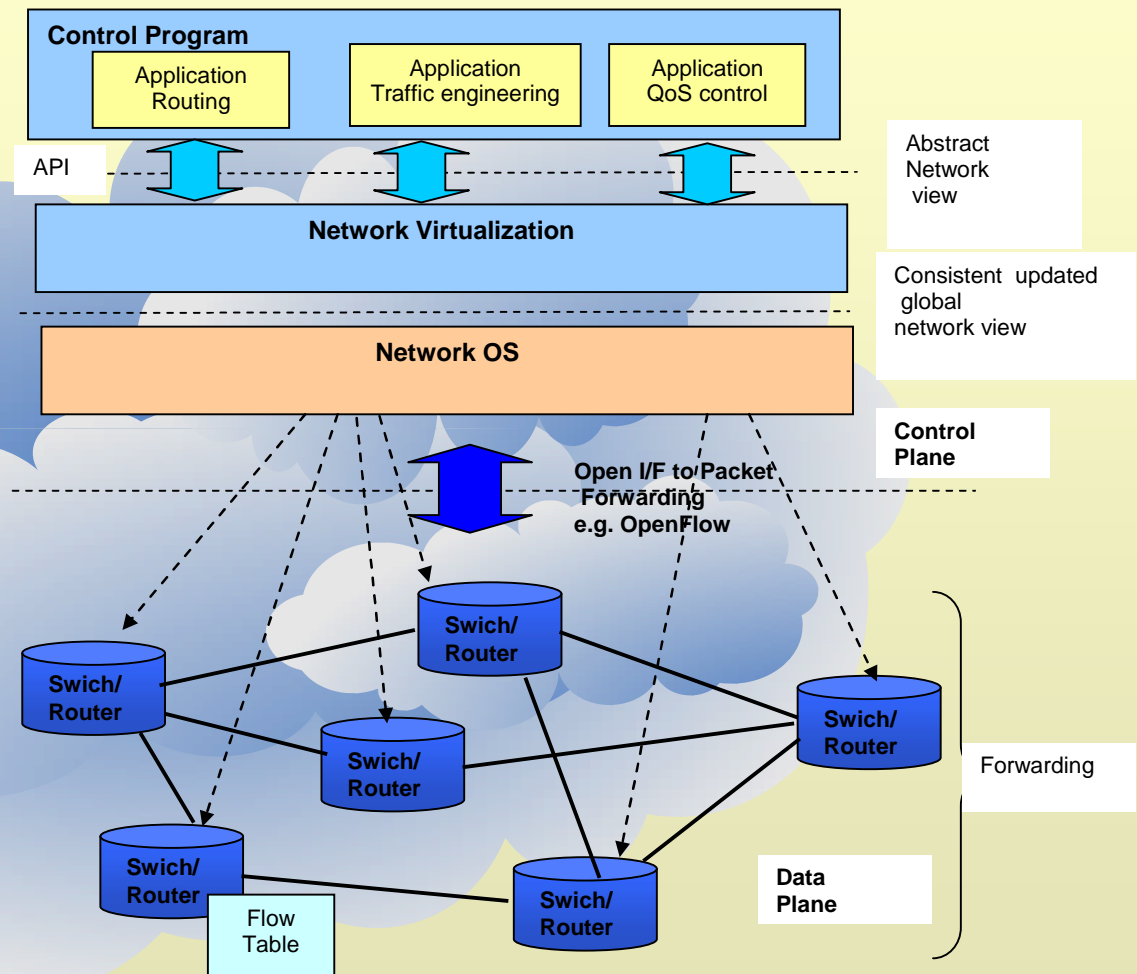 Control Program
Application
Routing
Application
Traffic engineering
Application
QoS control
API
Abstract
Network
view
Network Virtualization
Consistent updated
global
network view
Network OS
Control
Plane
Open I/F to Packet
Forwarding
e.g. OpenFlow
Swich/
Router
Swich/
Router
Swich/
Router
Swich/
Router
Forwarding
Swich/
Router
Swich/
Router
Data
Plane
Flow
Table